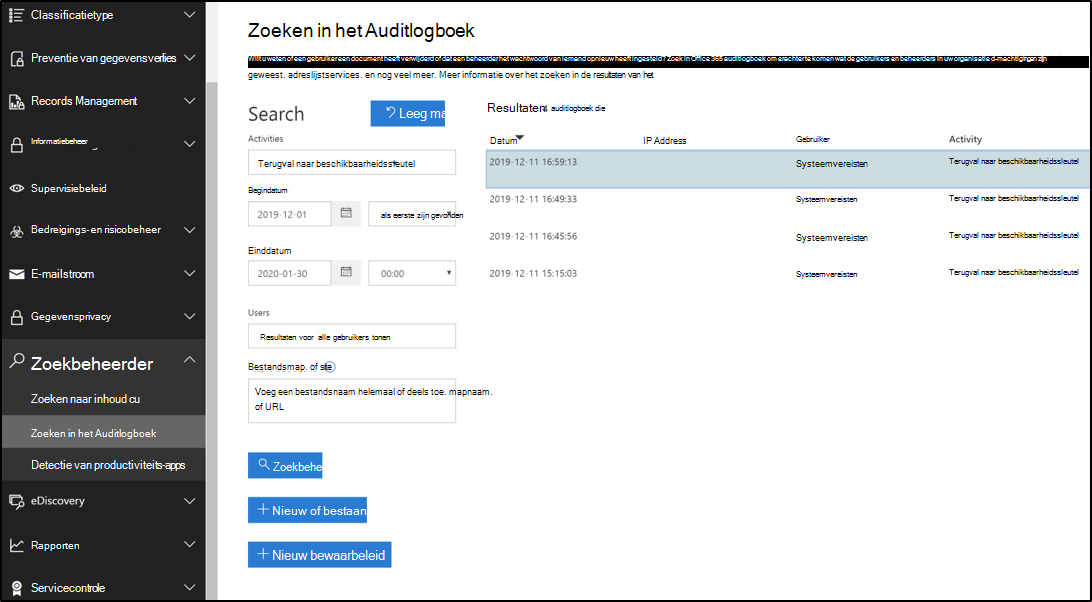 Classificatietype
Preventie van gegevensverlies
Records Management
Informatiebeheer
Supervisiebeleid
Bedreigings- en risicobeheer
E-mailstroom
Gegevensprivacy
Zoekbeheerder
Zoeken naar inhoud cu
Zoeken in het Auditlogboek
Detectie van productiviteits-apps
eDiscovery
Rapporten
Servicecontrole
Zoeken in het Auditlogboek
Wilt u weten of een gebruiker een document heeft verwijderd of dat een beheerder het wachtwoord van iemand opnieuw heeft ingesteld? Zoek in Office 365 auditlogboek om erachter te komen wat de gebruikers en beheerders in uw organisatie d-machtigingen zijn
geweest. adreslijstservices. en nog veel meer. Meer informatie over het zoeken in de resultaten van het
Search
Leeg ma
Activities
Terugval naar beschikbaarheidssleutel
Begindatum
2019-12-01
als eerste zijn gevonden
Einddatum
2020-01-30
00:00
Users
Resultaten voor alle gebruikers tonen
Bestandsmap. of site
Voeg een bestandsnaam helemaal of deels toe. mapnaam.
of URL
Zoekbehe
Nieuw of bestaan
Nieuw bewaarbeleid
Resultaten auditlogboek die
Datum IP Address Gebruiker Activity
2019-12-11 16:59:13 Systeemvereisten Terugval naar beschikbaarheidssleutel
2019-12-11 16:49:33 Systeemvereisten Terugval naar beschikbaarheidssleutel
2019-12-11 16:45:56 Systeemvereisten Terugval naar beschikbaarheidssleutel
2019-12-11 15:15:03 Systeemvereisten Terugval naar beschikbaarheidssleutel